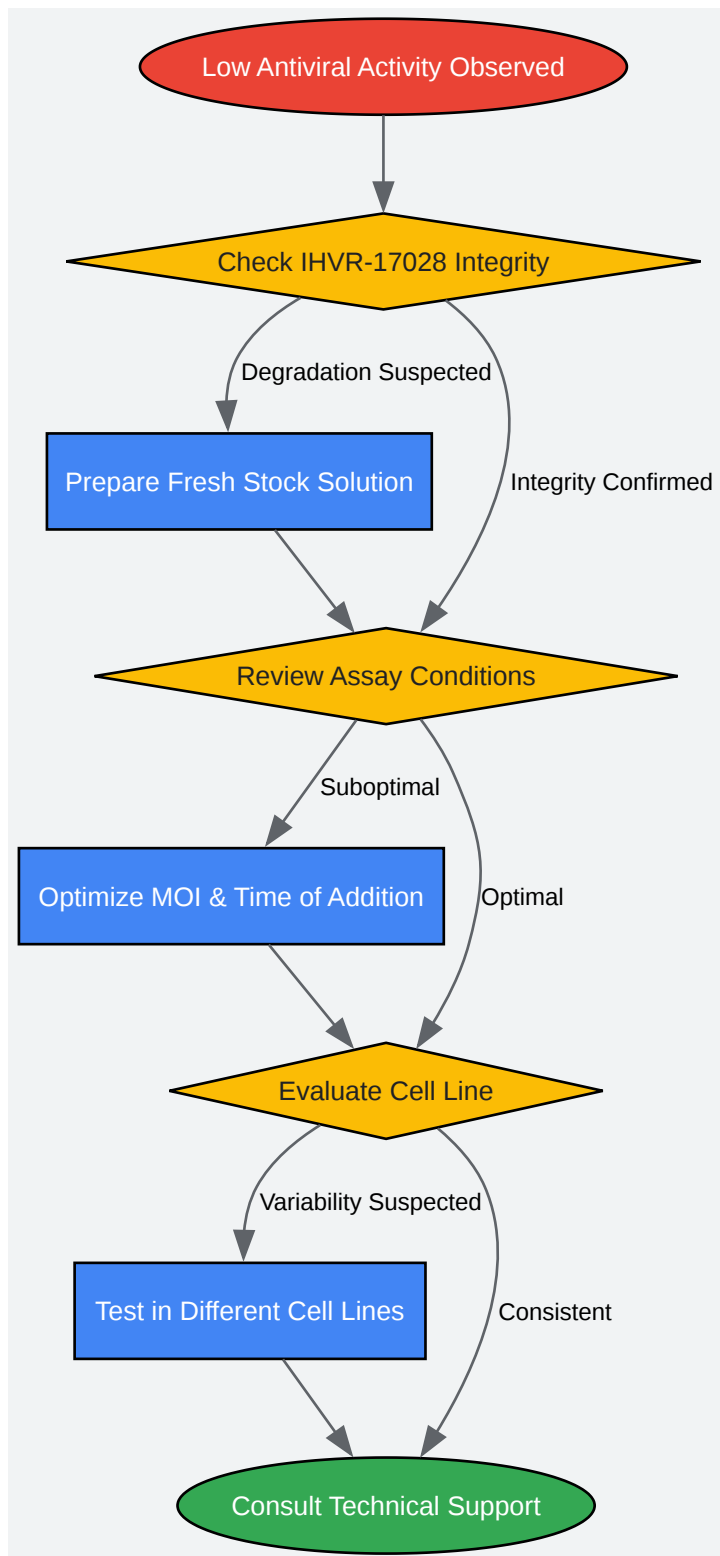 Low Antiviral Activity Observed
Check IHVR-17028 Integrity
Degradation Suspected
Prepare Fresh Stock Solution
Integrity Confirmed
Review Assay Conditions
Suboptimal
Optimize MOI & Time of Addition
Optimal
Evaluate Cell Line
Variability Suspected
Test in Different Cell Lines
Consistent
Consult Technical Support